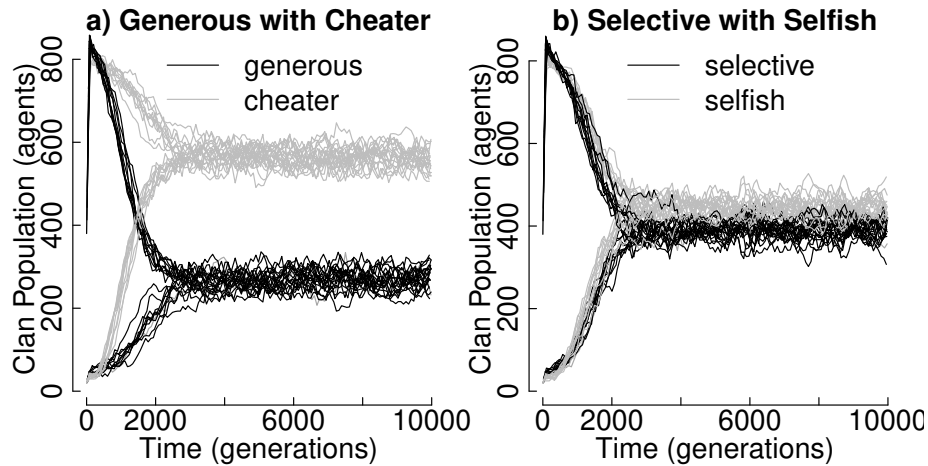 a) Generous with Cheater
Clan Population (agents)
0 200 400 600 800
generous
cheater
0 2000 6000 10000
Time (generations)
b) Selective with Selfish
Clan Population (agents)
0 200 400 600 800
selective
selfish
0 2000 6000 10000
Time (generations)